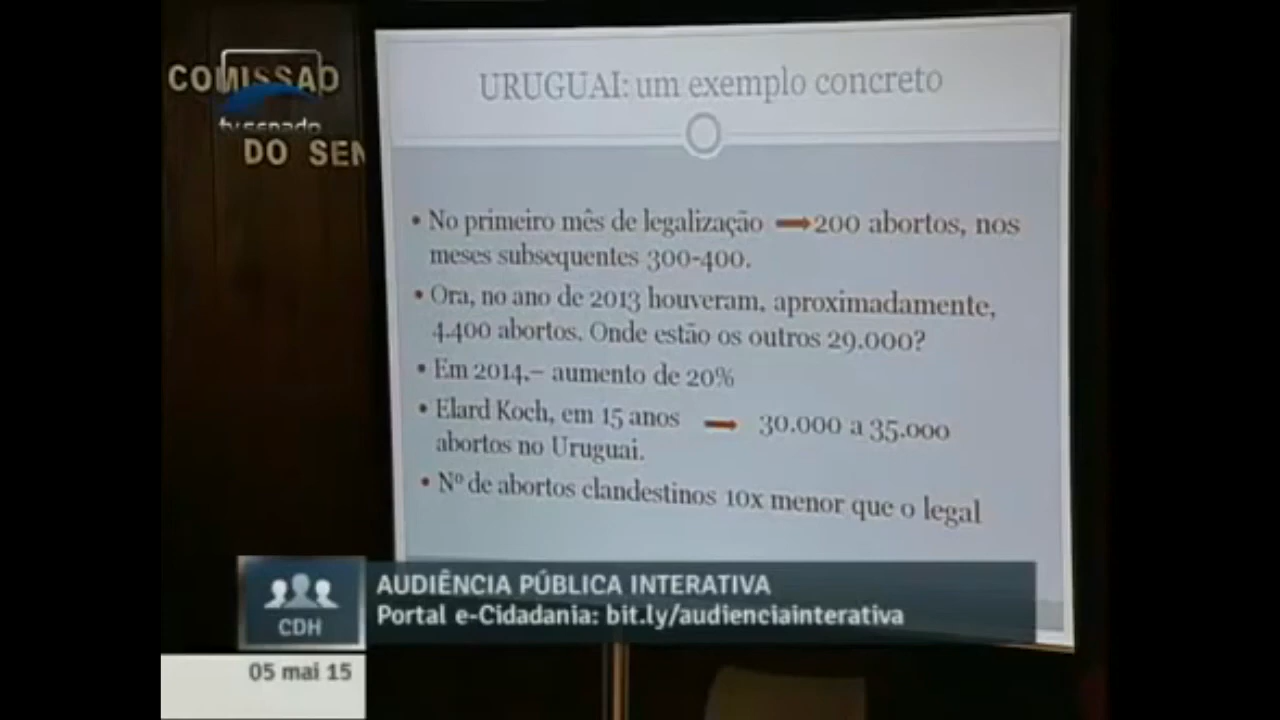 COMISSAO
tv senado
DO SEN
URUGUAI: um exemplo concreto
• No primeiro mês de legalização 200 abortos, nos
meses subsequentes 300-400.
• Ora, no ano de 2013 houveram, aproximadamente,
4.400 abortos. Onde estão os outros 29.000?
• Em 2014.– aumento de 20%
• Elard Koch, em 15 anos 30.000 a 35.000
abortos no Uruguai.
• Nº de abortos clandestinos 10x menor que o legal
AUDIÊNCIA PÚBLICA INTERATIVA
Portal e-Cidadania: bit.ly/audienciainterativa
CDH
05 mai 15